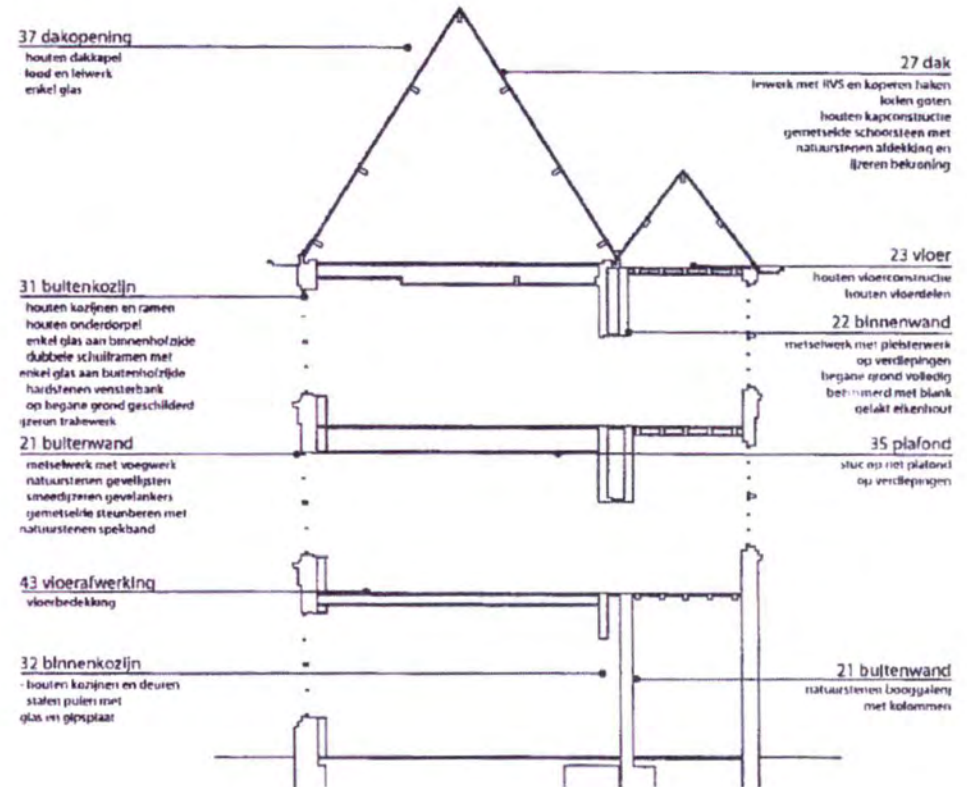 37 dakopening
houten dakkapel
lood en leiwerk
enkel glas
27 dak
leiwerk met RVS en koperen haken
loden goten
houten kapconstructie
gemetselde schoorsteen met
natuurstenen afdekking en
ijzeren bekroning
23 vloer
houten vloerconstructie
houten vloerdelen
31 buitenkozijn
houten kozijnen en ramen
houten onderdorpel
enkel glas aan binnenhofzijde
dubbele schuiframen met
enkel glas aan buitenhofzijde
hardstenen vensterbank
op begane grond geschilderd
ijzeren traliewerk
22 binnenwand
metselwerk met pleisterwerk
op verdiepingen
begane grond volledig
betimmerd met blank
gelakt eikenhout
21 buitenwand
metselwerk met voegwerk
natuurstenen gevellijsten
smeedijzeren gevelankers
gemetselde steunberen met
natuurstenen spekband
35 plafond
stuc op riet plafond
op verdiepingen
43 vloerafwerking
vloerbedekking
32 binnenkozijn
- houten kozijnen en deuren
stalen puien met
glas en gipsplaat
21 buitenwand
natuurstenen booggalerij
met kolommen